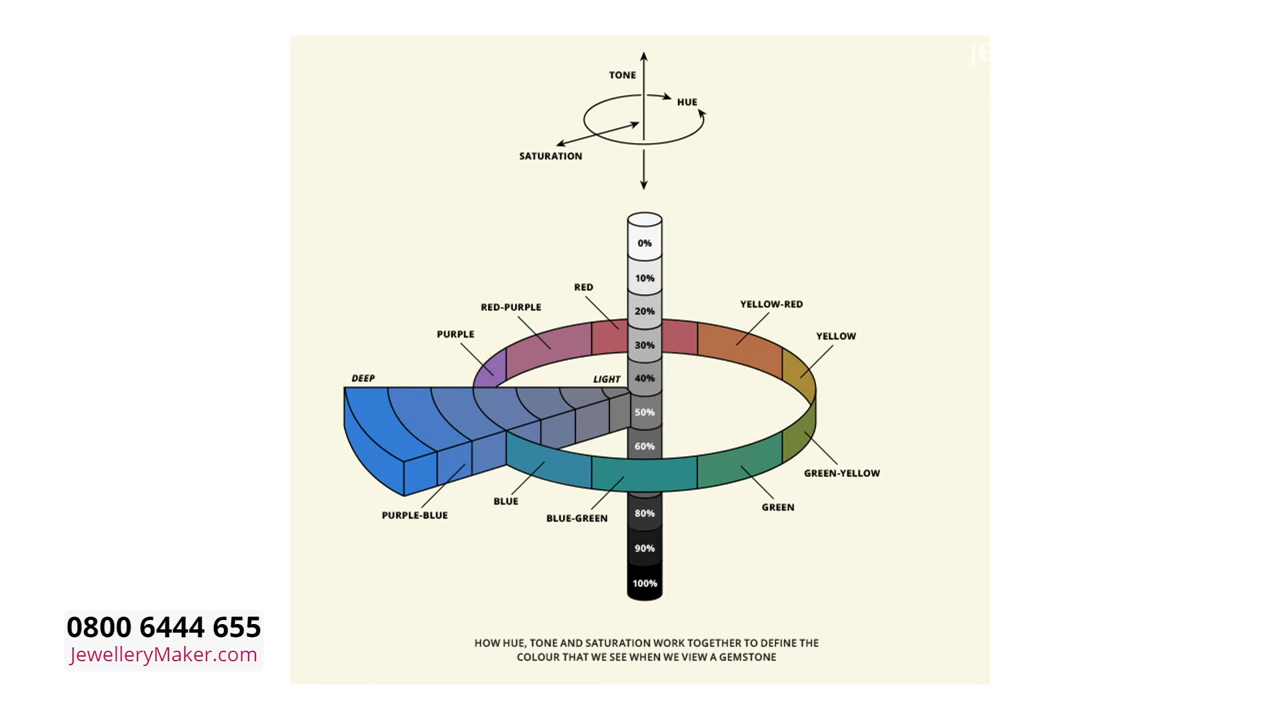 JE
TONE
HUE
SATURATION
0%
10%
20%
30%
40%
50%
60%
80%
90%
100%
RED
RED-PURPLE
PURPLE
YELLOW-RED
YELLOW
DEEP
LIGHT
GREEN-YELLOW
GREEN
BLUE-GREEN
BLUE
PURPLE-BLUE
0800 6444 655
JewelleryMaker.com
HOW HUE, TONE AND SATURATION WORK TOGETHER TO DEFINE THE
COLOUR THAT WE SEE WHEN WE VIEW A GEMSTONE